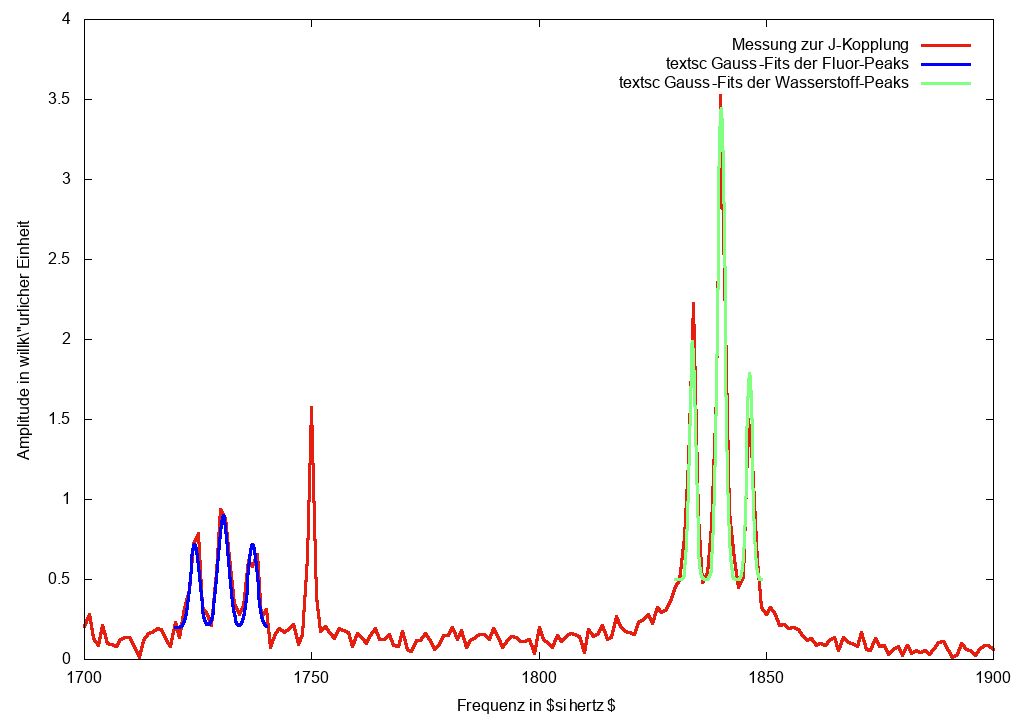 4
3.5
3
2.5
2
1.5
1
0.5
0
1700
1750
1800
1850
1900
Messung zur J-Kopplung
textsc Gauss-Fits der Fluor-Peaks
textsc Gauss-Fits der Wasserstoff-Peaks
Amplitude in willk\"urlicher Einheit
Frequenz in $si hertz $